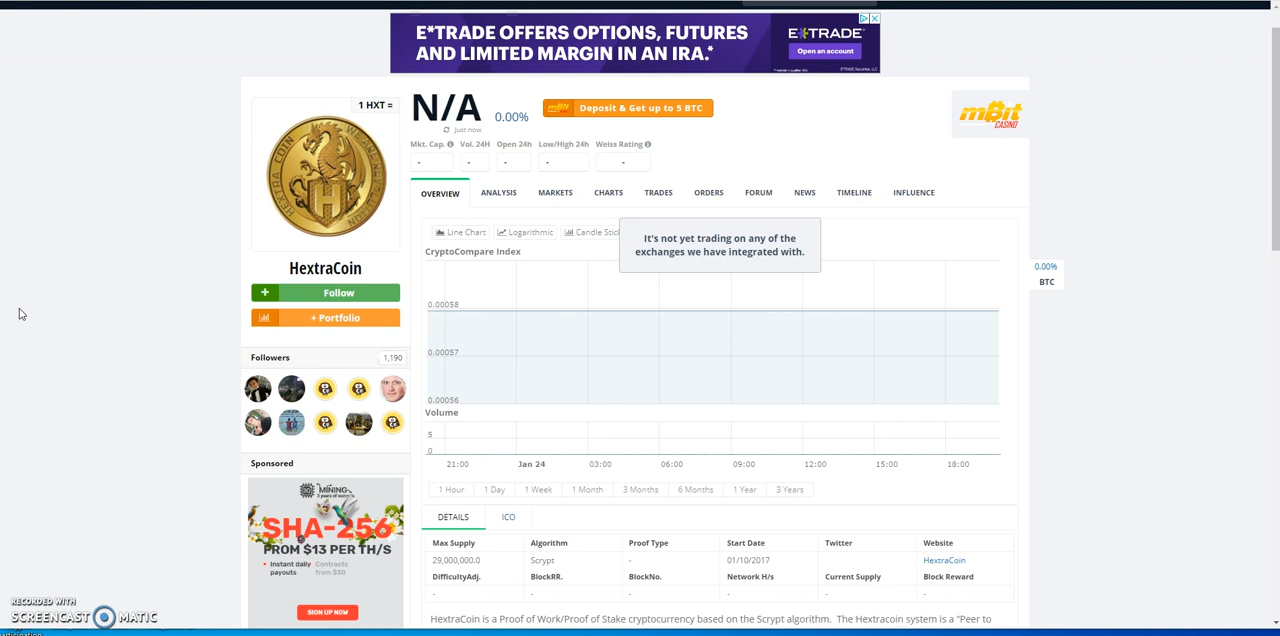 E*TRADE OFFERS OPTIONS, FUTURES
AND LIMITED MARGIN IN AN IRA.*
E*TRADE
Open an account
1 HXT =
N/A
0.00%
Just now
Deposit & Get up to 5 BTC
mBit
CASINO
Mkt. Cap. Vol. 24H Open 24h Low/High 24h Weiss Rating
- - - - -
OVERVIEW ANALYSIS MARKETS CHARTS TRADES ORDERS FORUM NEWS TIMELINE INFLUENCE
HextraCoin
+ Follow
+ Portfolio
Followers 1,190
Sponsored
MINING
SHA-256
FROM $13 PER TH/S
• Instant daily payouts
Contracts from $30
SIGN UP NOW
Line Chart Logarithmic Candle Stic
It's not yet trading on any of the
exchanges we have integrated with.
CryptoCompare Index
0.00058
0.00057
0.00056
Volume
5
0
21:00 Jan 24 03:00 06:00 09:00 12:00 15:00 18:00
0.00%
BTC
1 Hour 1 Day 1 Week 1 Month 3 Months 6 Months 1 Year 3 Years
DETAILS ICO
Max Supply Algorithm Proof Type Start Date Twitter Website
29,000,000.0 Scrypt - 01/10/2017 HextraCoin
DifficultyAdj. BlockRR. BlockNo. Network H/s Current Supply Block Reward
- - - - - -
HextraCoin is a Proof of Work/Proof of Stake cryptocurrency based on the Scrypt algorithm. The Hextracoin system is a "Peer to
RECORDED WITH
SCREENCAST MATIC